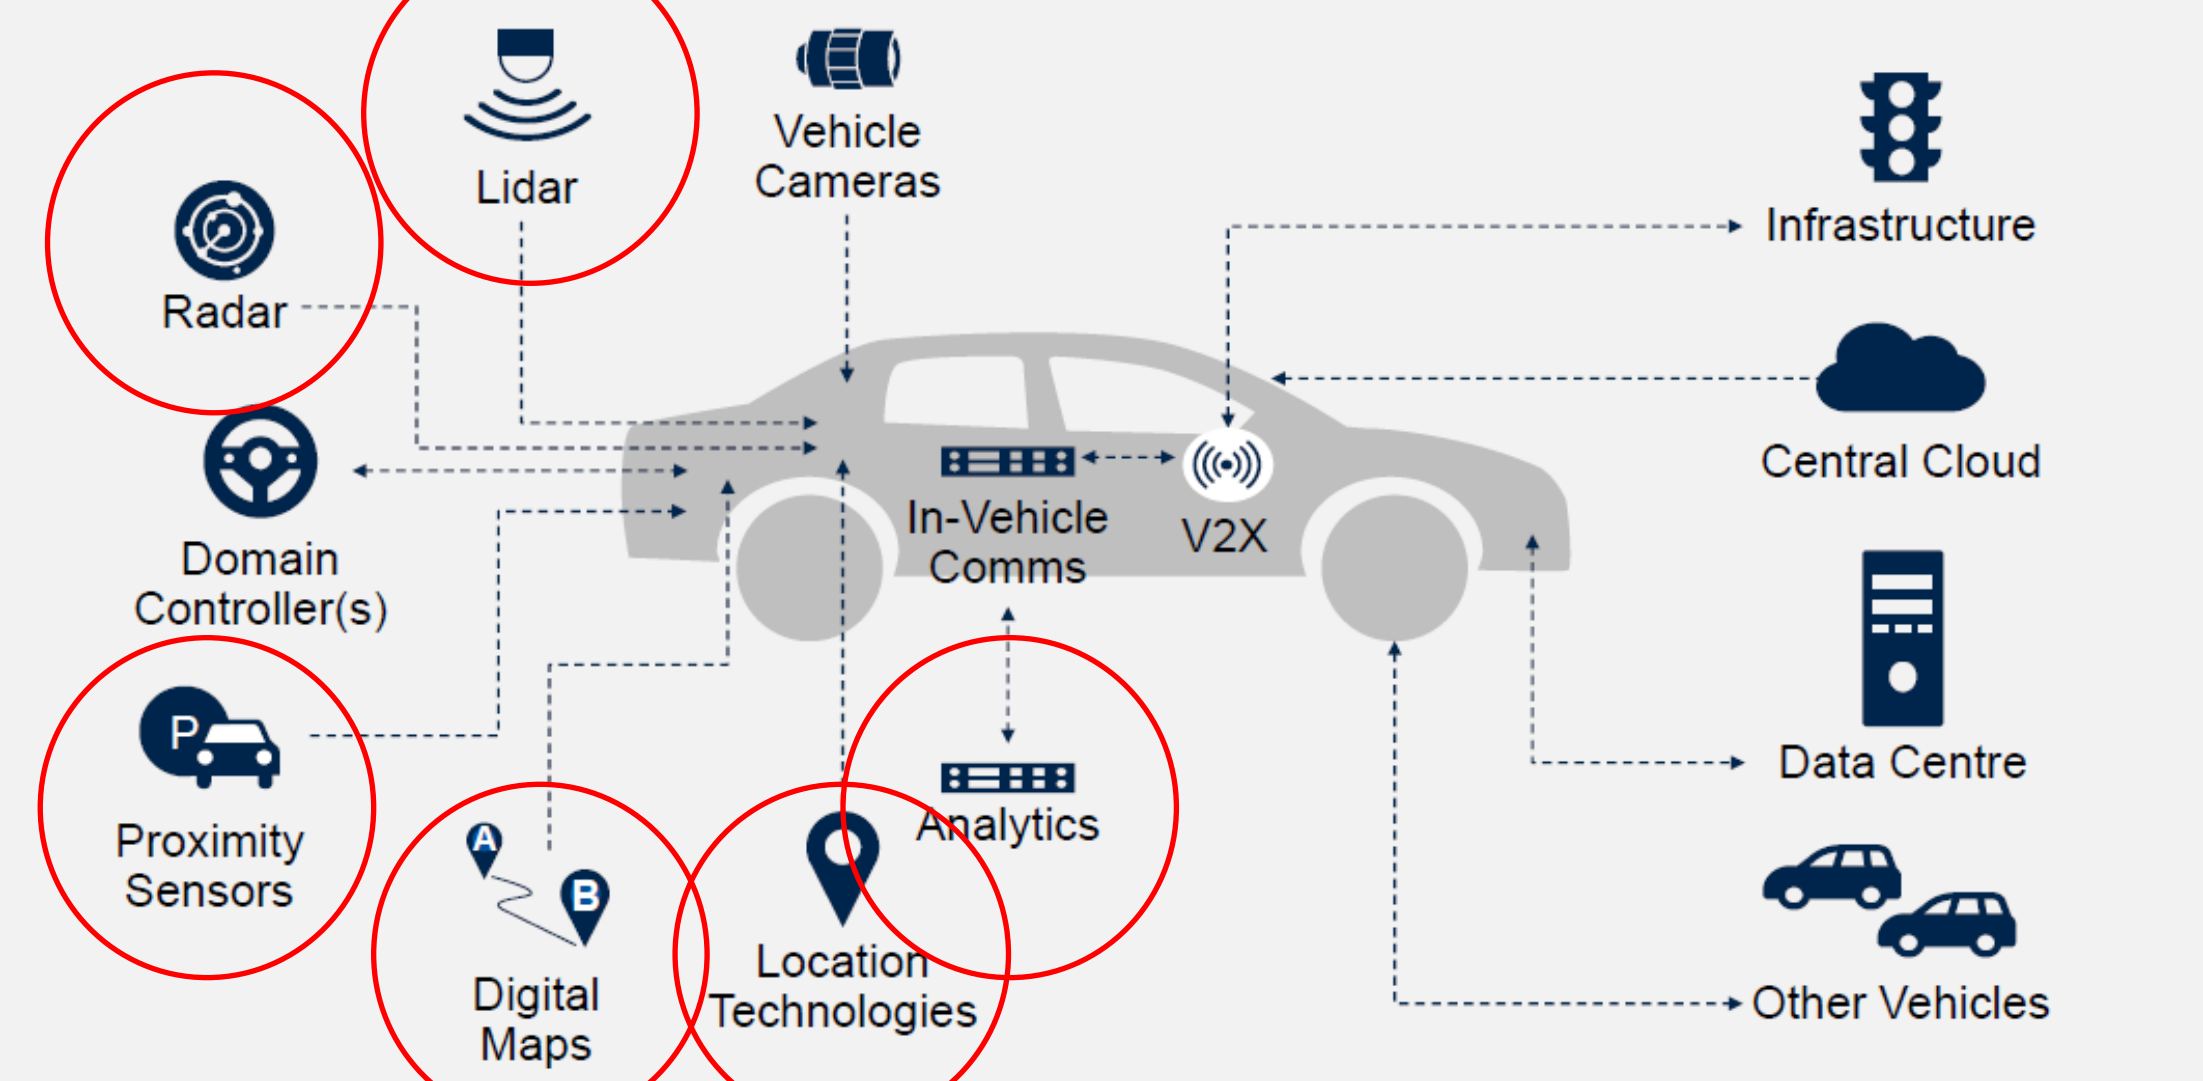 Lidar
Vehicle
Cameras
Radar
Infrastructure
Central Cloud
Domain
Controller(s)
In-Vehicle
Comms
V2X
P
Proximity
Sensors
A
B
Digital
Maps
Location
Technologies
Analytics
Data Centre
Other Vehicles